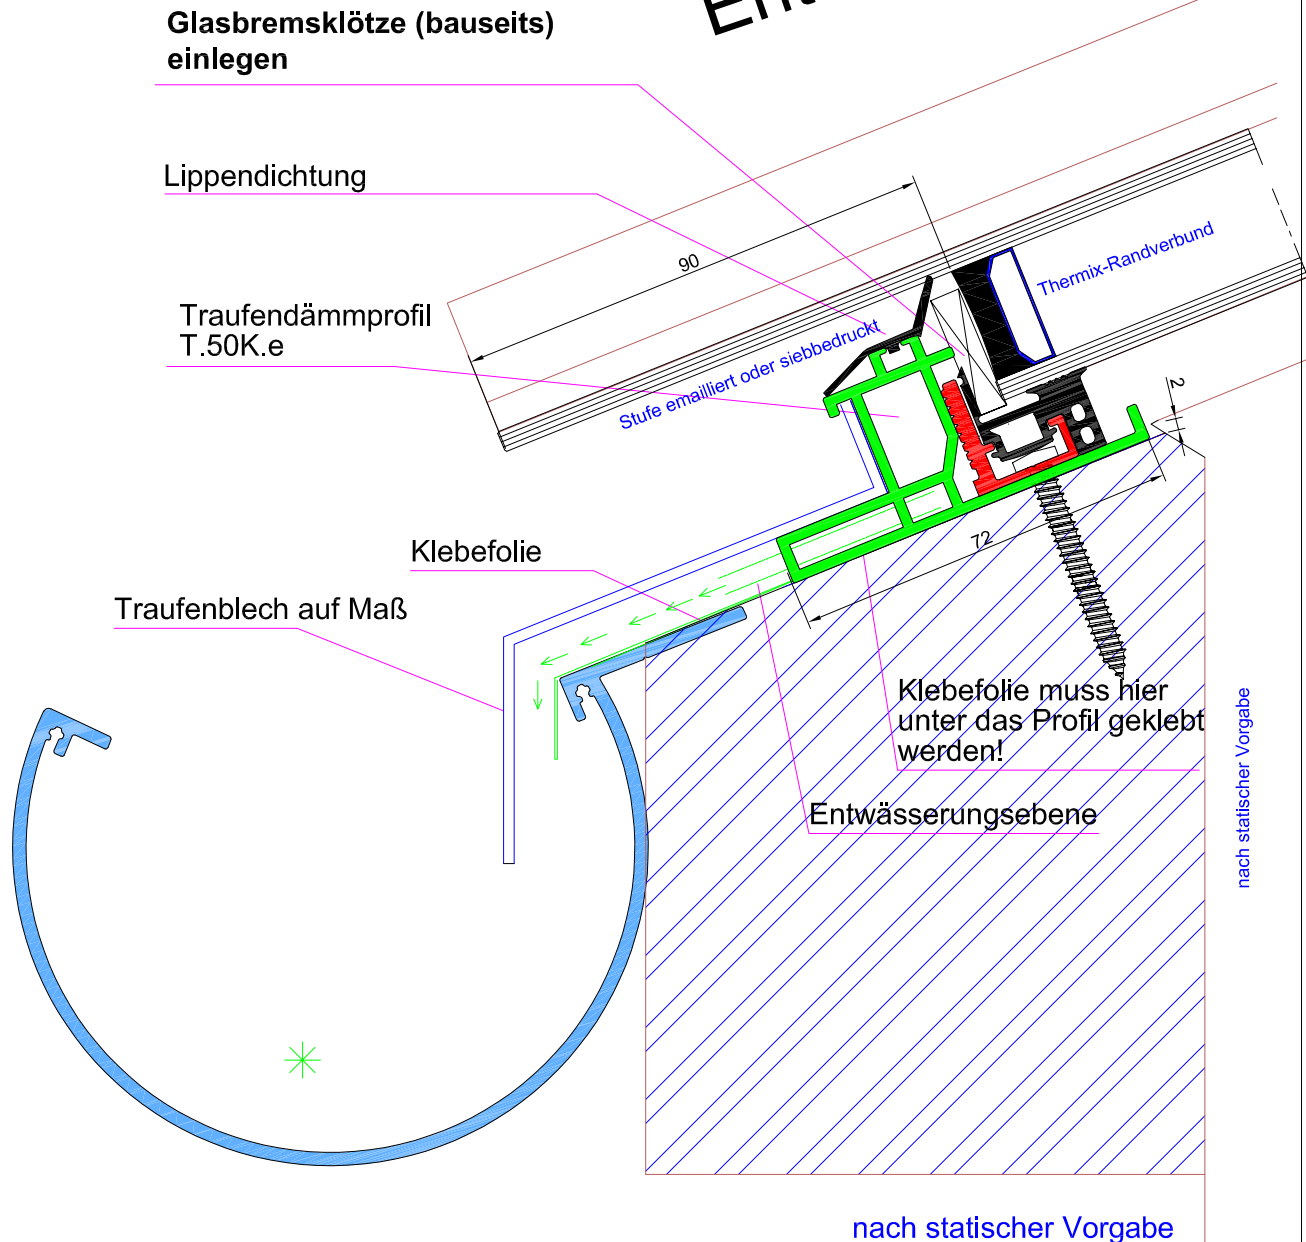 Glasbremsklötze (bauseits)
einlegen
Lippendichtung
90
Thermix-Randverbund
Traufendämmprofil
T.50K.e
Stufe emailliert oder siebbedruckt
2
72
Klebefolie
Traufenblech auf Maß
Klebefolie muss hier
unter das Profil geklebt
werden!
Entwässerungsebene
nach statischer Vorgabe
nach statischer Vorgabe